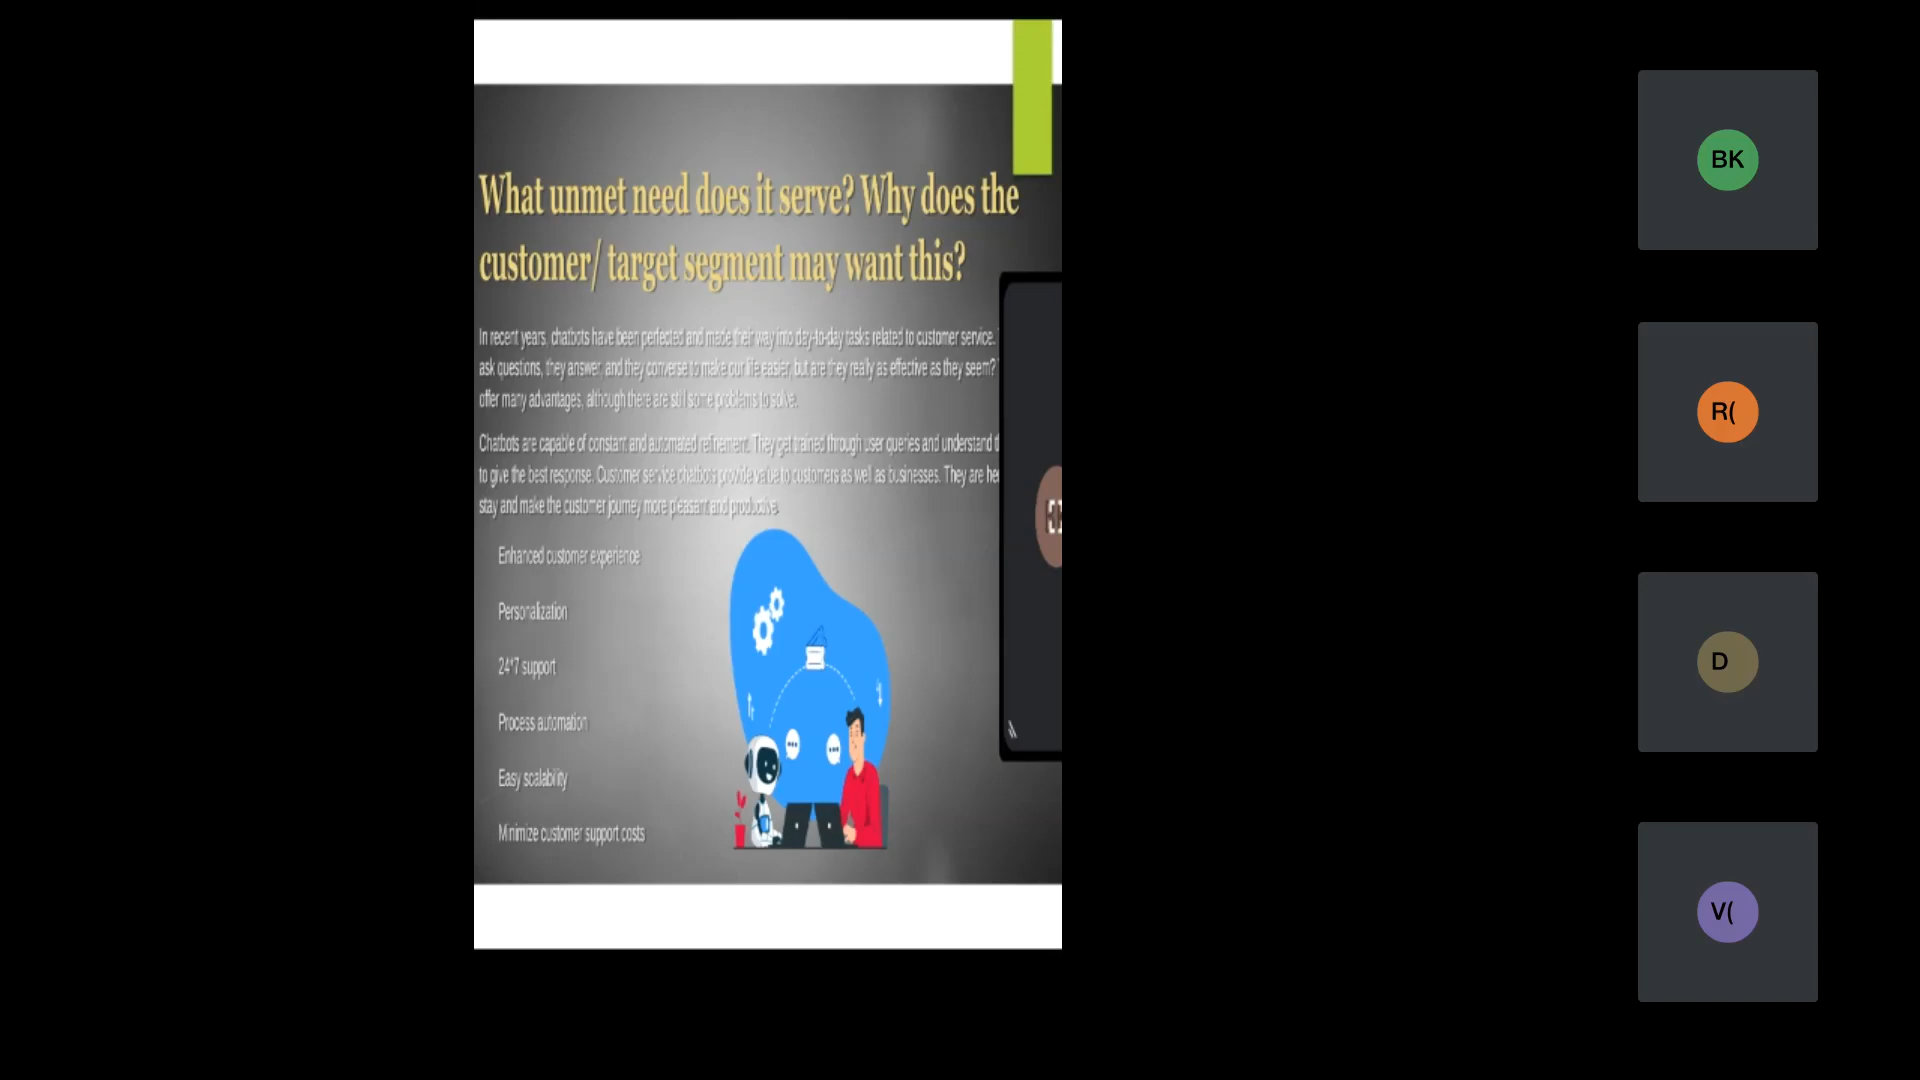 What unmet need does it serve? Why does the
customer/ target segment may want this?
In recent years, chatbots have been perfected and made their way into day-to-day tasks related to customer service.
ask questions, they answer, and they converse to make our life easier, but are they really as effective as they seem?
offer many advantages, although there are still some problems to solve.
Chatbots are capable of constant and automated refinement. They get trained through user queries and understand
to give the best response. Customer service chatbots provide value to customers as well as businesses. They are
stay and make the customer journey more pleasant and productive.
Enhanced customer experience
Personalization
24*7 support
Process automation
Easy scalability
Minimize customer support costs
BK
R(
D
V(